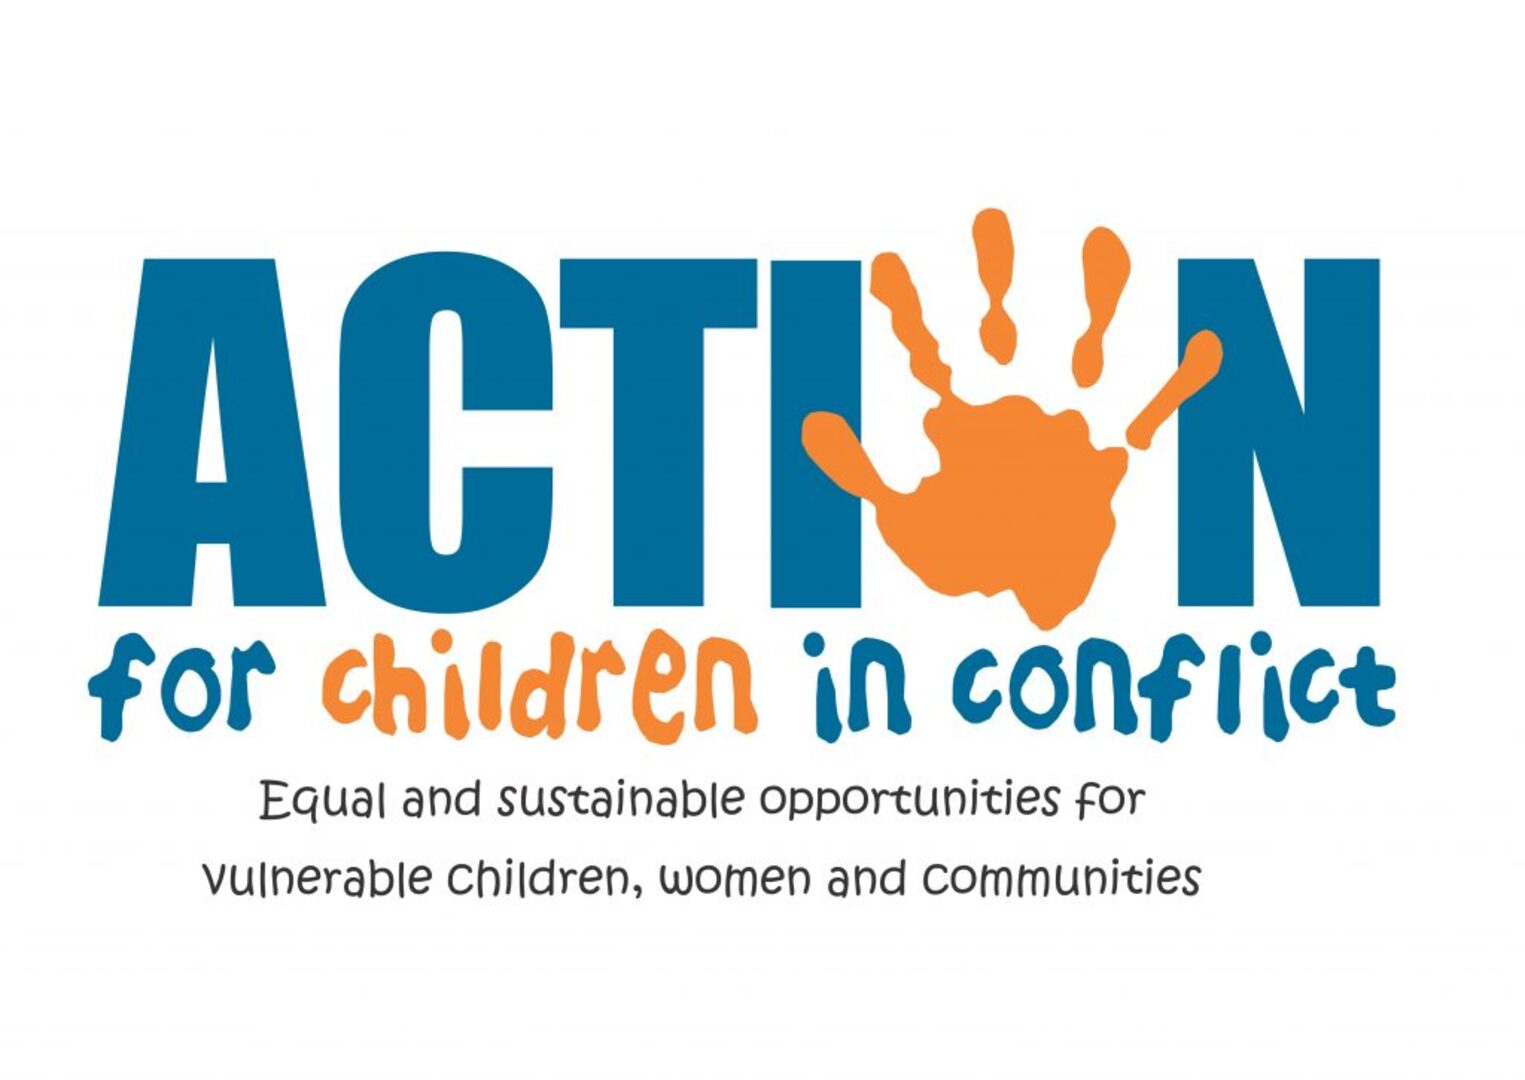 ACTION
for children in conflict
Equal and sustainable opportunities for
vulnerable children, women and communities